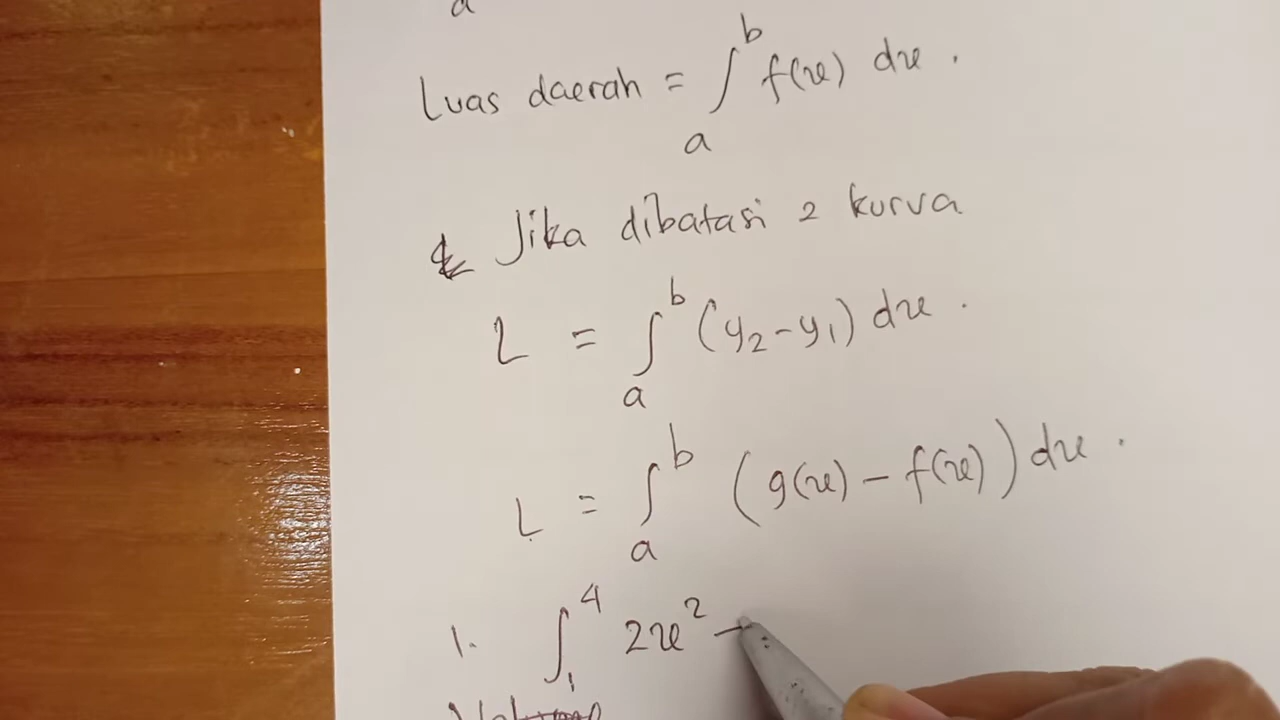 a
Luas daerah = ∫ₐᵇ f(x) dx .
Jika dibatasi 2 kurva
L = ∫ₐᵇ (y₂ - y₁) dx .
L = ∫ₐᵇ (g(x) - f(x)) dx .
1. ∫₁⁴ 2x² -